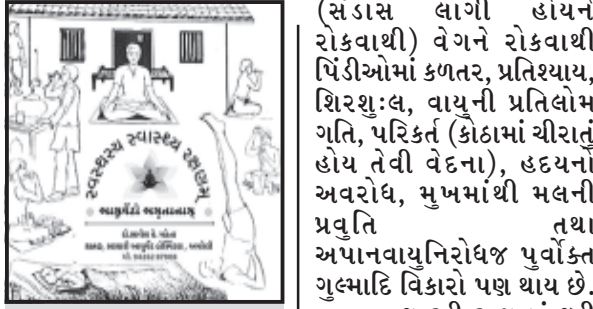 સ્વસ્થસ્ય સ્વાસ્થ્ય રક્ષણમ્
(સંડાસ લાગી હોયને
રોકવાથી) વેગને રોકવાથી
પિંડીઓમાં કળતર, પ્રતિશ્યાય,
શિરશુઃલ, વાયુની પ્રતિલોમ
ગતિ, પરિકર્ત (કોઠામાં ચીરાતું
હોય તેવી વેદના), હદયનો
અવરોધ, મુખમાંથી મલની
પ્રવુતિ તથા
અપાનવાયુનિરોધજ પુર્વોક્ત
ગુલ્માદિ વિકારો પણ થાય છે.